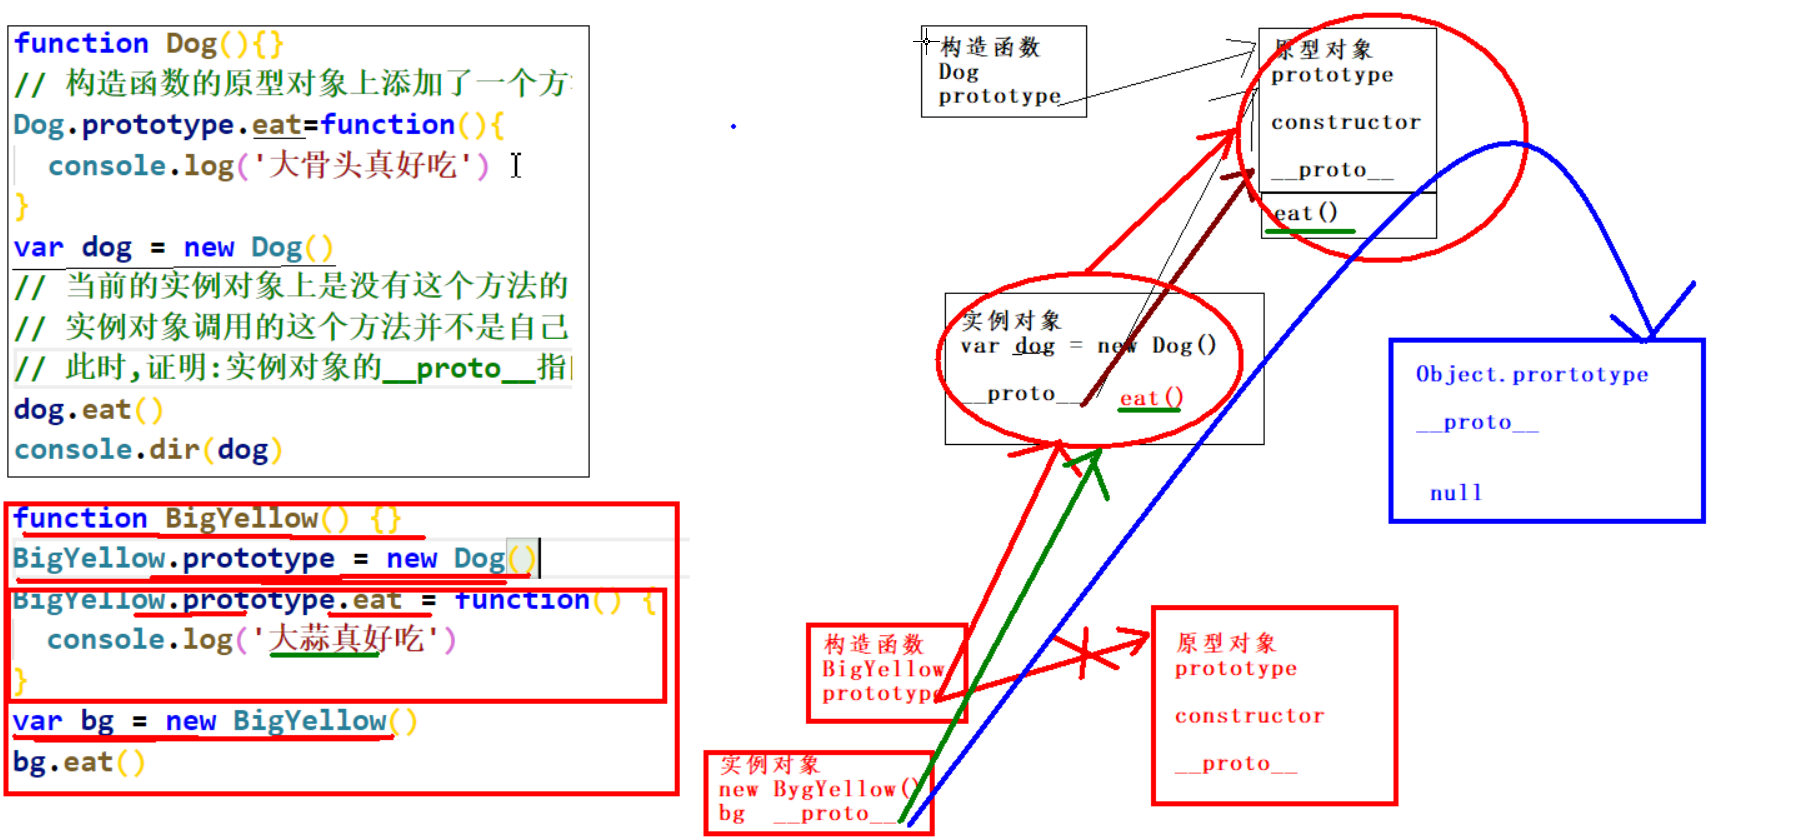 function Dog(){}
// 构造函数的原型对象上添加了一个方
Dog.prototype.eat=function(){
console.log('大骨头真好吃')
}
var dog = new Dog()
// 当前的实例对象上是没有这个方法的
// 实例对象调用的这个方法并不是自己
// 此时,证明:实例对象的__proto__指
dog.eat()
console.dir(dog)
function BigYellow() {}
BigYellow.prototype = new Dog()
BigYellow.prototype.eat = function() {
console.log('大蒜真好吃')
}
var bg = new BigYellow()
bg.eat()
构造函数
Dog
prototype
原型对象
prototype
constructor
__proto__
eat()
实例对象
var dog = new Dog()
__proto__ eat()
Object.prortotype
__proto__
null
构造函数
BigYellow
prototype
原型对象
prototype
constructor
__proto__
实例对象
new BygYellow()
bg __proto__